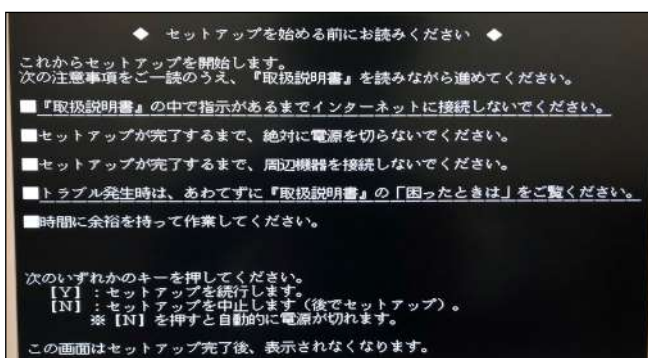 ◆ セットアップを始める前にお読みください ◆
これからセットアップを開始します。
次の注意事項をご一読のうえ、『取扱説明書』を読みながら進めてください。
■『取扱説明書』の中で指示があるまでインターネットに接続しないでください。
■セットアップが完了するまで、絶対に電源を切らないでください。
■セットアップが完了するまで、周辺機器を接続しないでください。
■トラブル発生時は、あわてずに『取扱説明書』の「困ったときは」をご覧ください。
■時間に余裕を持って作業してください。
次のいずれかのキーを押してください。
[Y]：セットアップを続行します。
[N]：セットアップを中止します（後でセットアップ）。
※ [N] を押すと自動的に電源が切れます。
この画面はセットアップ完了後、表示されなくなります。